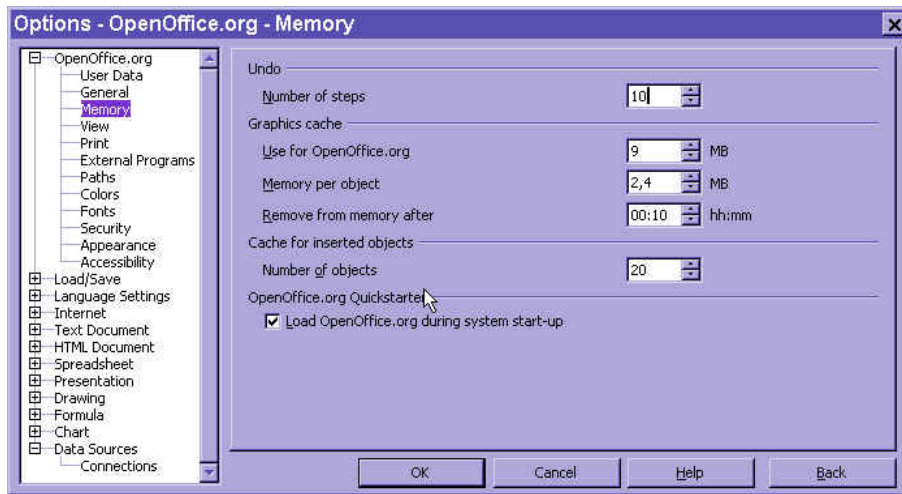 Options - OpenOffice.org - Memory
OpenOffice.org
User Data
General
Memory
View
Print
External Programs
Paths
Colors
Fonts
Security
Appearance
Accessibility
Load/Save
Language Settings
Internet
Text Document
HTML Document
Spreadsheet
Presentation
Drawing
Formula
Chart
Data Sources
Connections
Undo
Number of steps 10
Graphics cache
Use for OpenOffice.org 9 MB
Memory per object 2,4 MB
Remove from memory after 00:10 hh:mm
Cache for inserted objects
Number of objects 20
OpenOffice.org Quickstarter
Load OpenOffice.org during system start-up
OK Cancel Help Back